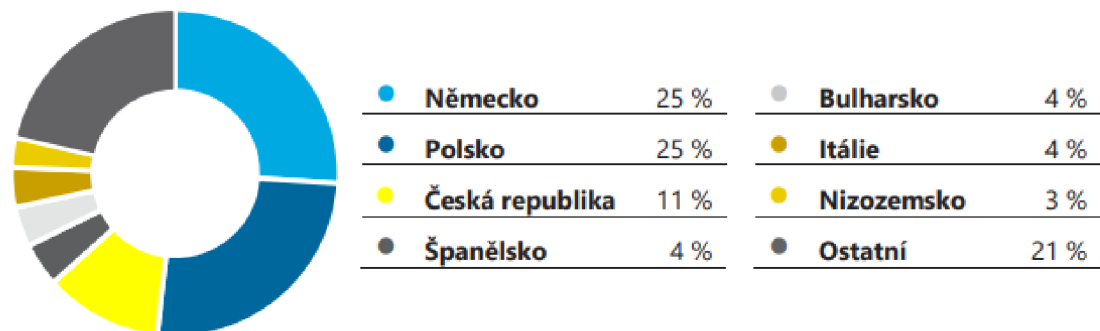 Německo 25 %
Polsko 25 %
Česká republika 11 %
Španělsko 4 %
Bulharsko 4 %
Itálie 4 %
Nizozemsko 3 %
Ostatní 21 %